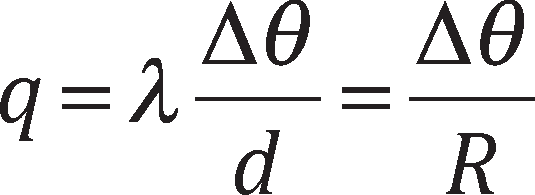 q = λ Δθ/d = Δθ/R